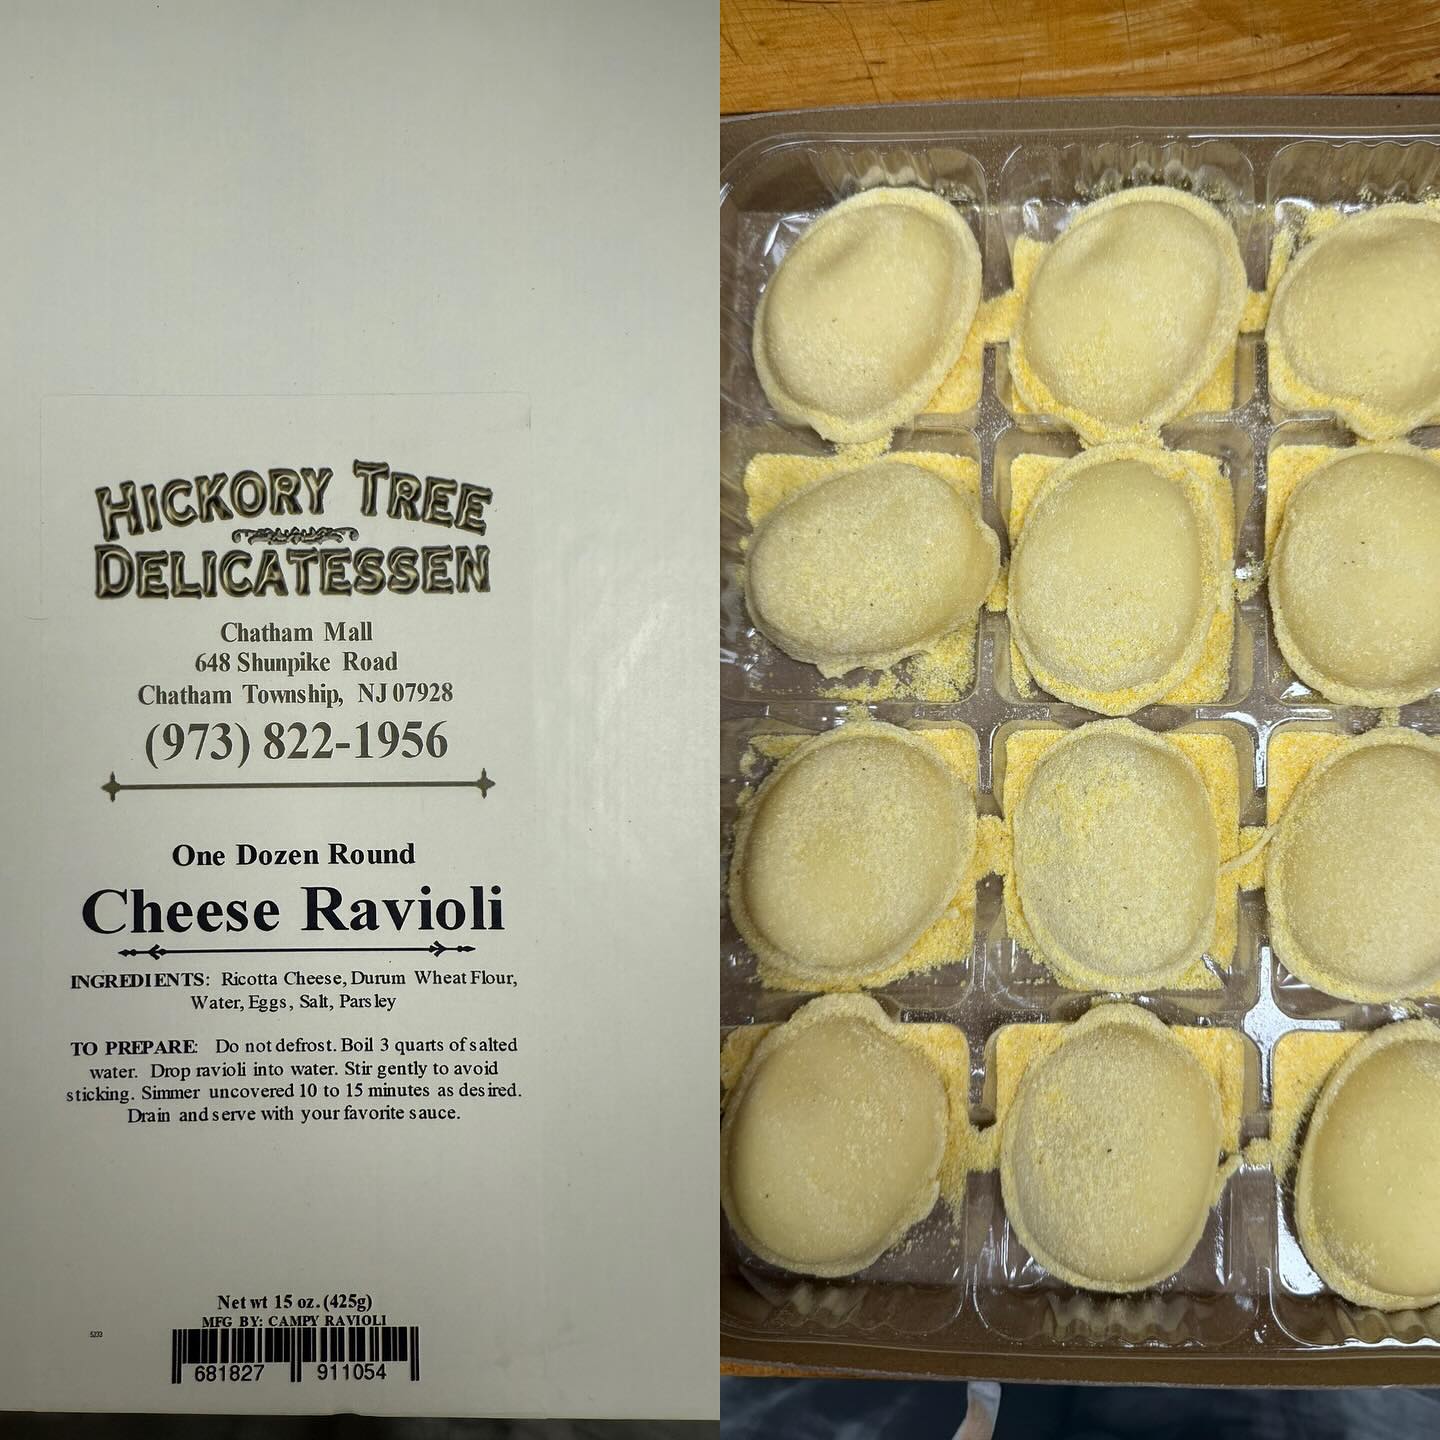 HICKORY TREE
DELICATESSEN
Chatham Mall
648 Shunpike Road
Chatham Township, NJ 07928
(973) 822-1956
One Dozen Round
Cheese Ravioli
INGREDIENTS: Ricotta Cheese, Durum Wheat Flour,
Water, Eggs, Salt, Parsley
TO PREPARE: Do not defrost. Boil 3 quarts of salted
water. Drop ravioli into water. Stir gently to avoid
sticking. Simmer uncovered 10 to 15 minutes as desired.
Drain and serve with your favorite sauce.
Net wt 15 oz. (425g)
MFG BY: CAMPY RAVIOLI
5233
681827 911054